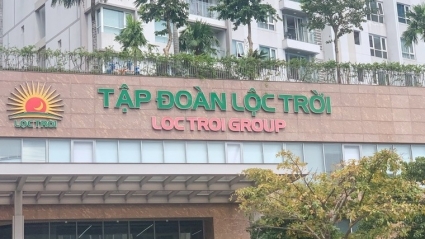 TẬP ĐOÀN LỘC TRỜI
LOC TROI GROUP
LOCTROI